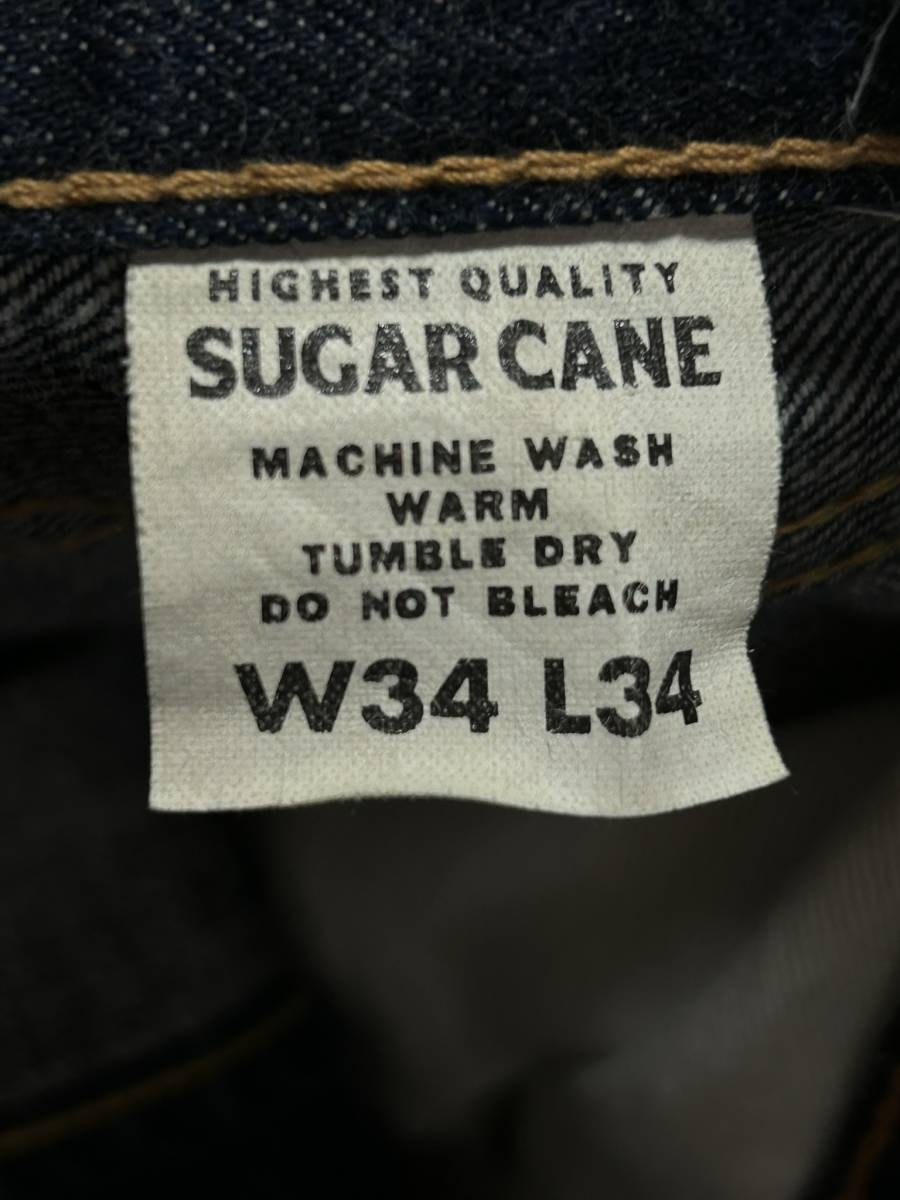 HIGHEST QUALITY
SUGAR CANE
MACHINE WASH
WARM
TUMBLE DRY
DO NOT BLEACH
W34 L34